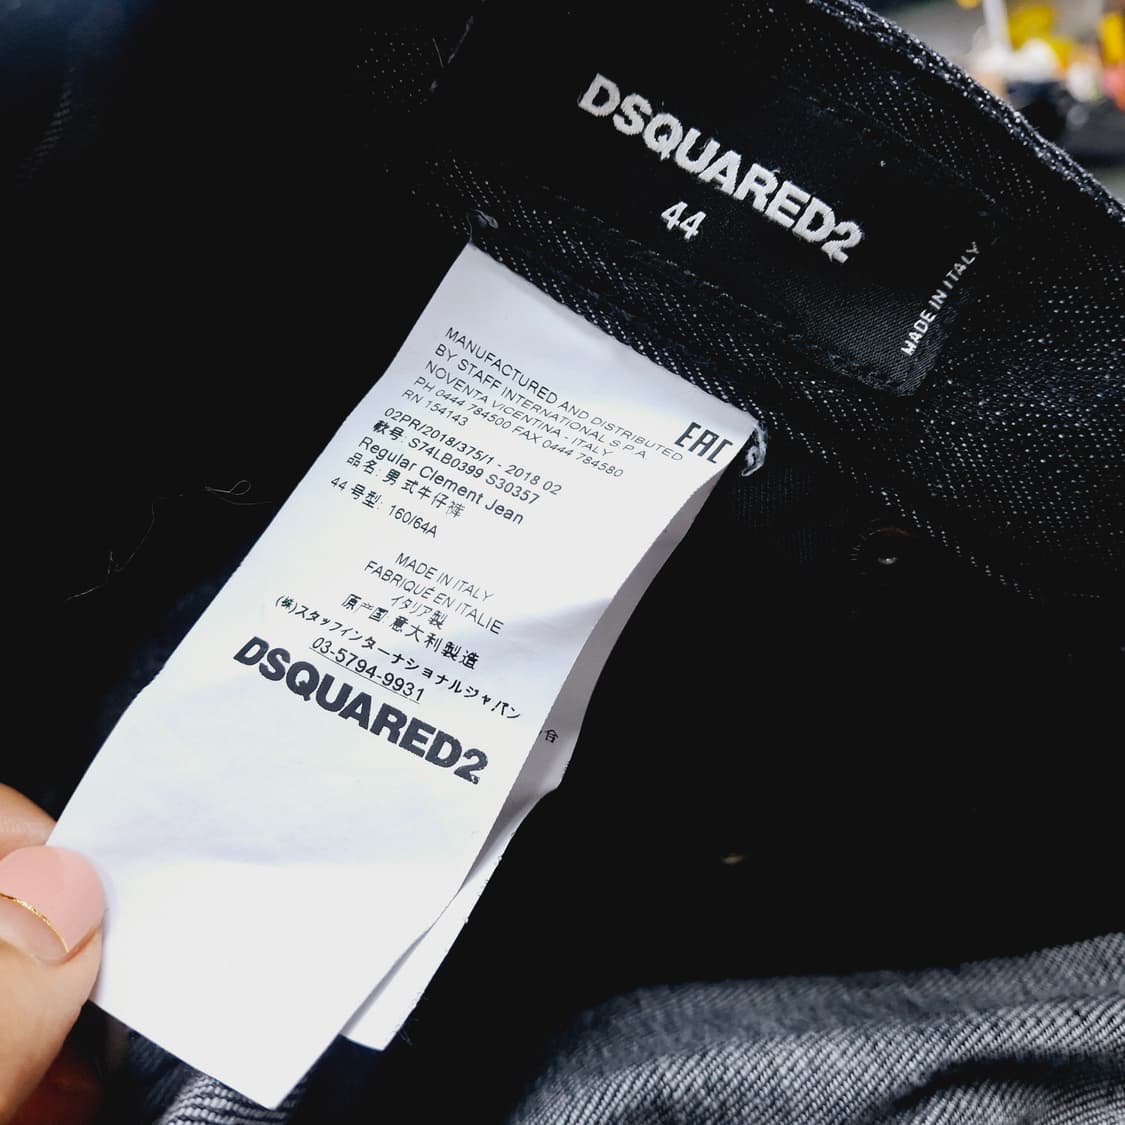 DSQUARED2
44
MADE IN ITALY
MANUFACTURED AND DISTRIBUTED
BY STAFF INTERNATIONAL S.P.A
NOVENTA VICENTINA - ITALY
PH 0444 784500 FAX 0444 784580
RN 154143
EAC
02PR/2018/375/1 - 2018 02
款号: S74LB0399 S30357
Regular Clement Jean
品名: 男式牛仔裤
44 号型: 160/64A
MADE IN ITALY
FABRIQUÉ EN ITALIE
イタリア製
原产国意大利製造
(株)スタッフインターナショナルジャパン
03-5794-9931
DSQUARED2
合